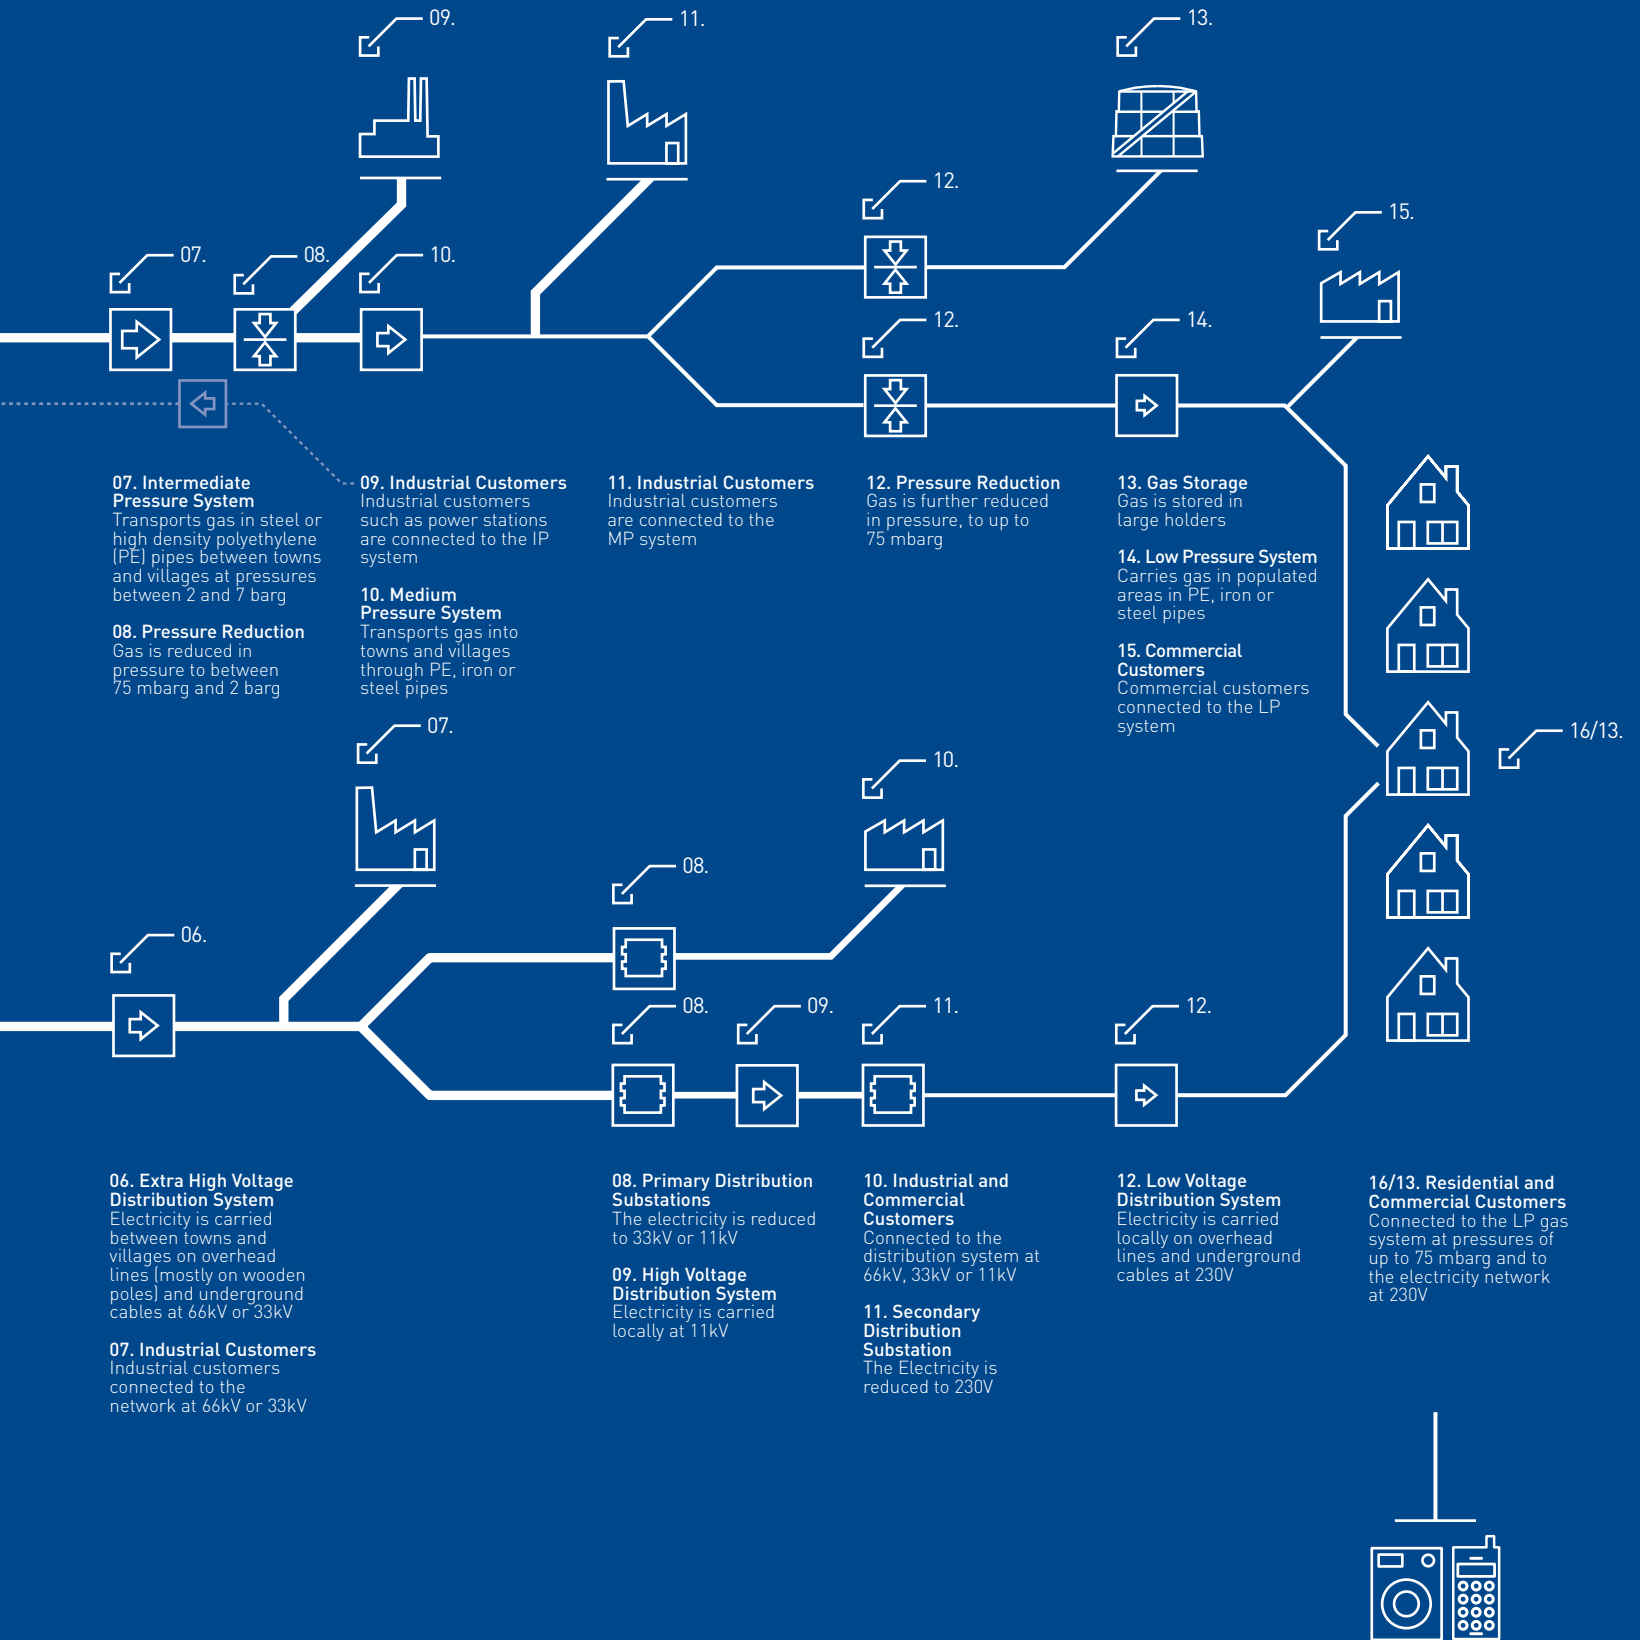 09.
11.
13.
12.
15.
07.
08.
10.
12.
14.
07. Intermediate
Pressure System
Transports gas in steel or
high density polyethylene
(PE) pipes between towns
and villages at pressures
between 2 and 7 barg
08. Pressure Reduction
Gas is reduced in
pressure to between
75 mbarg and 2 barg
09. Industrial Customers
Industrial customers
such as power stations
are connected to the IP
system
10. Medium
Pressure System
Transports gas into
towns and villages
through PE, iron or
steel pipes
11. Industrial Customers
Industrial customers
are connected to the
MP system
12. Pressure Reduction
Gas is further reduced
in pressure, to up to
75 mbarg
13. Gas Storage
Gas is stored in
large holders
14. Low Pressure System
Carries gas in populated
areas in PE, iron or
steel pipes
15. Commercial
Customers
Commercial customers
connected to the LP
system
07.
16/13.
10.
08.
06.
08.
09.
11.
12.
06. Extra High Voltage
Distribution System
Electricity is carried
between towns and
villages on overhead
lines (mostly on wooden
poles) and underground
cables at 66kV or 33kV
07. Industrial Customers
Industrial customers
connected to the
network at 66kV or 33kV
08. Primary Distribution
Substations
The electricity is reduced
to 33kV or 11kV
09. High Voltage
Distribution System
Electricity is carried
locally at 11kV
10. Industrial and
Commercial
Customers
Connected to the
distribution system at
66kV, 33kV or 11kV
11. Secondary
Distribution
Substation
The Electricity is
reduced to 230V
12. Low Voltage
Distribution System
Electricity is carried
locally on overhead
lines and underground
cables at 230V
16/13. Residential and
Commercial Customers
Connected to the LP gas
system at pressures of
up to 75 mbarg and to
the electricity network
at 230V